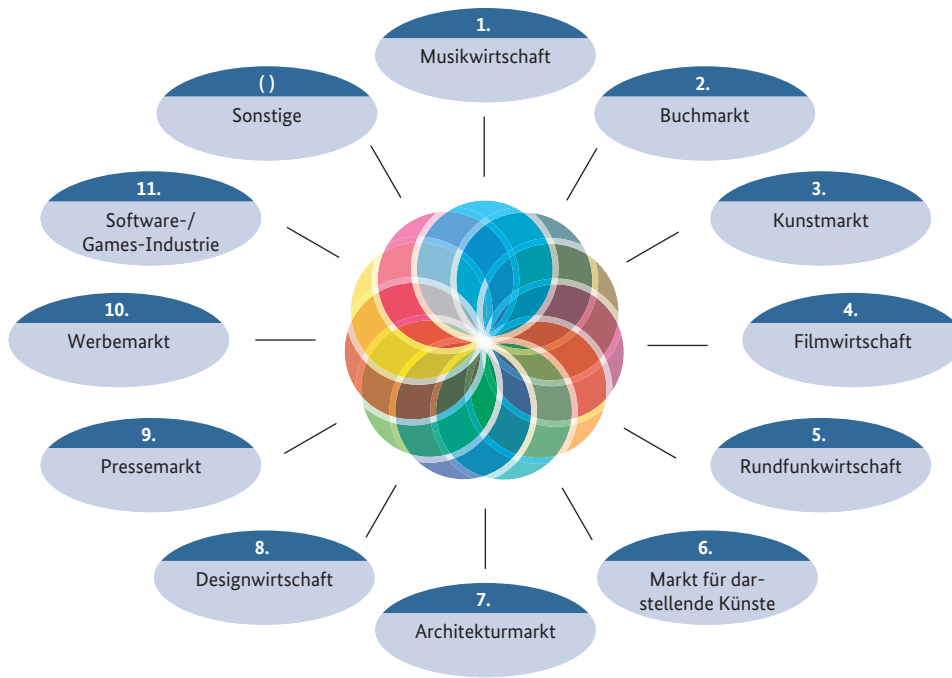 1.
Musikwirtschaft
2.
Buchmarkt
3.
Kunstmarkt
4.
Filmwirtschaft
5.
Rundfunkwirtschaft
6.
Markt für dar-
stellende Künste
7.
Architekturmarkt
8.
Designwirtschaft
9.
Pressemarkt
10.
Werbemarkt
11.
Software-/
Games-Industrie
( )
Sonstige